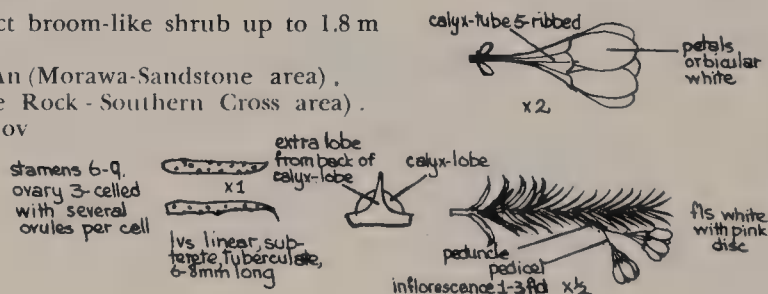 ct broom-like shrub up to 1.8 m
An (Morawa-Sandstone area),
e Rock - Southern Cross area).
ov
calyx-tube 5-ribbed
petals
orbicular
white
x2
stamens 6-9.
ovary 3-celled
with several
ovules per cell
x1
lvs linear, sub-
terete, tuberculate,
6-8mm long
extra lobe
from back of
calyx-lobe
calyx-lobe
fls white
with pink
disc
peduncle
pedicel
inflorescence 1-3 fld x½